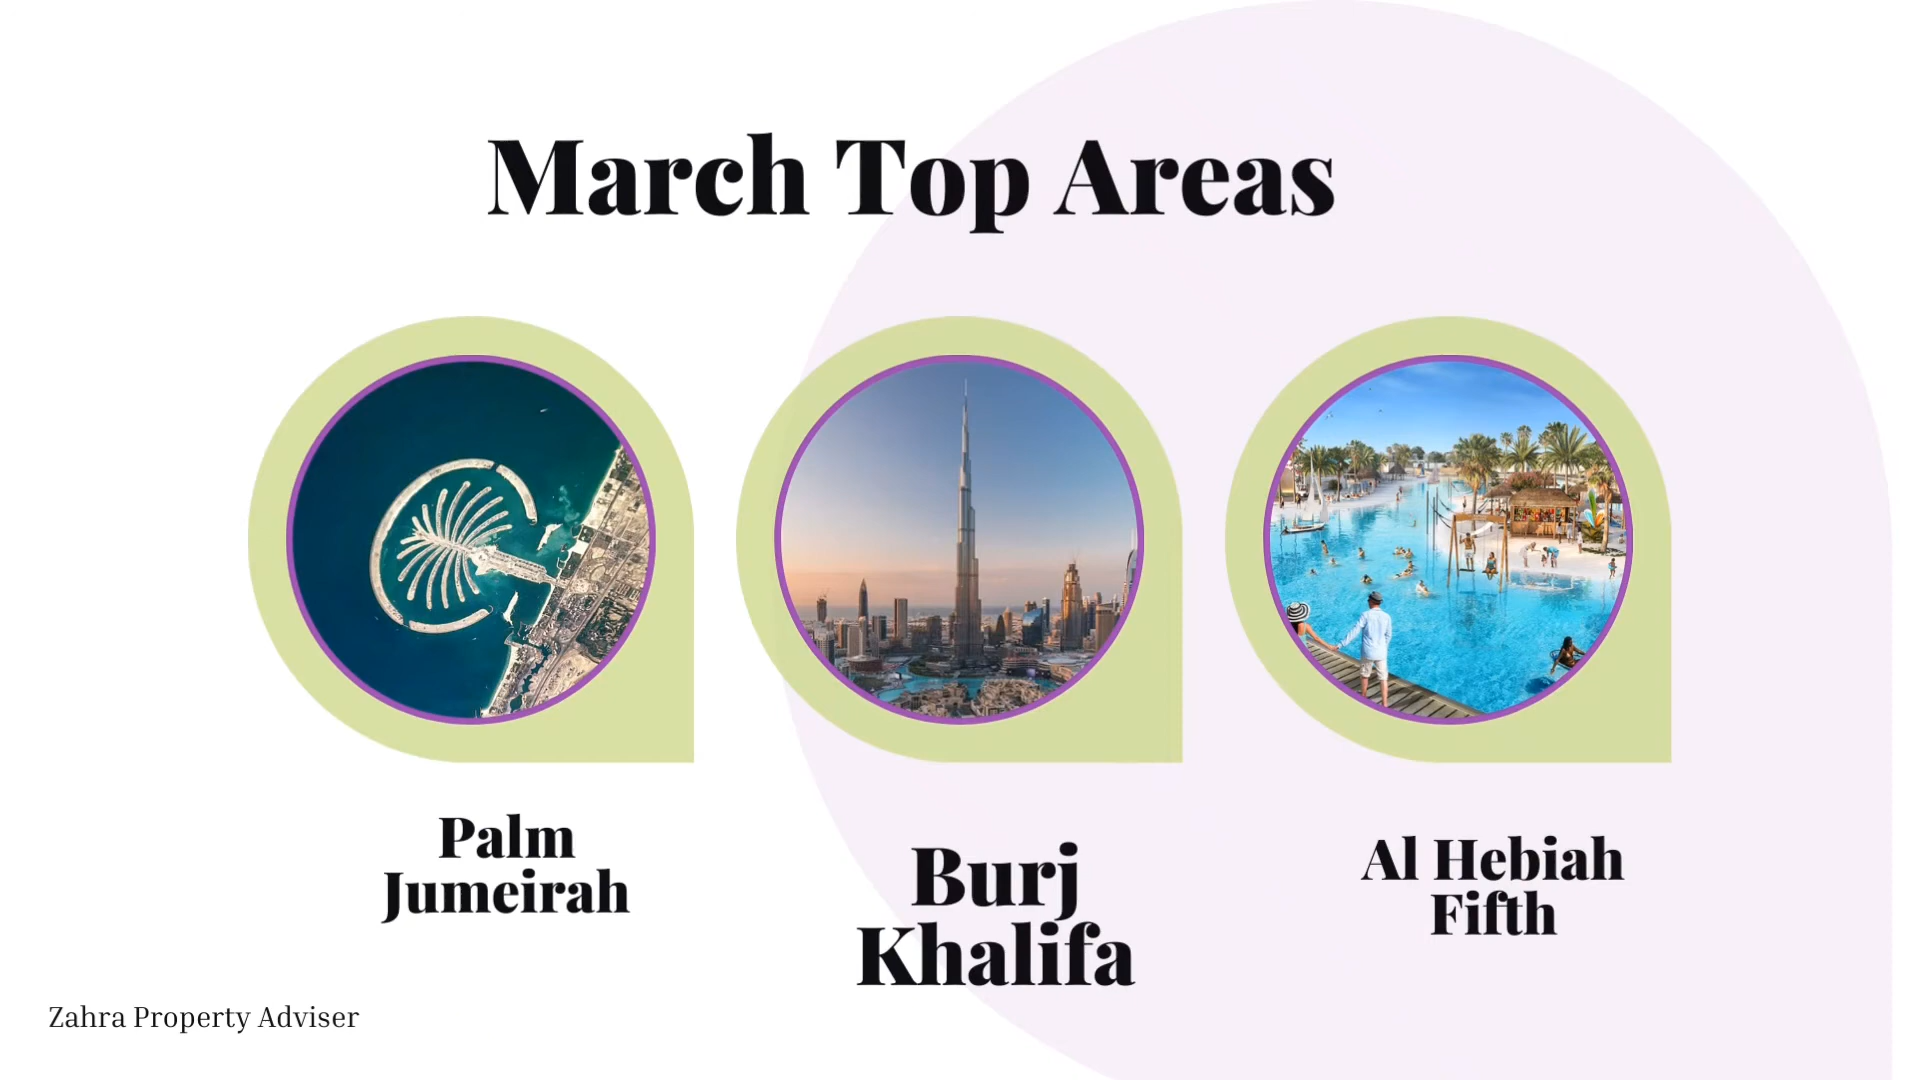 March Top Areas
Palm
Jumeirah
Burj
Khalifa
Al Hebiah
Fifth
Zahra Property Adviser